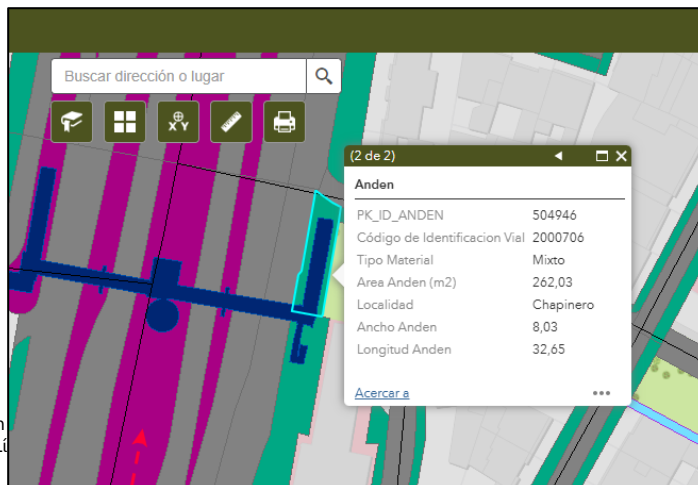 Buscar dirección o lugar
X Y
(2 de 2)
Anden
PK_ID_ANDEN 504946
Código de Identificacion Vial 2000706
Tipo Material Mixto
Area Anden (m2) 262,03
Localidad Chapinero
Ancho Anden 8,03
Longitud Anden 32,65
Acercar a